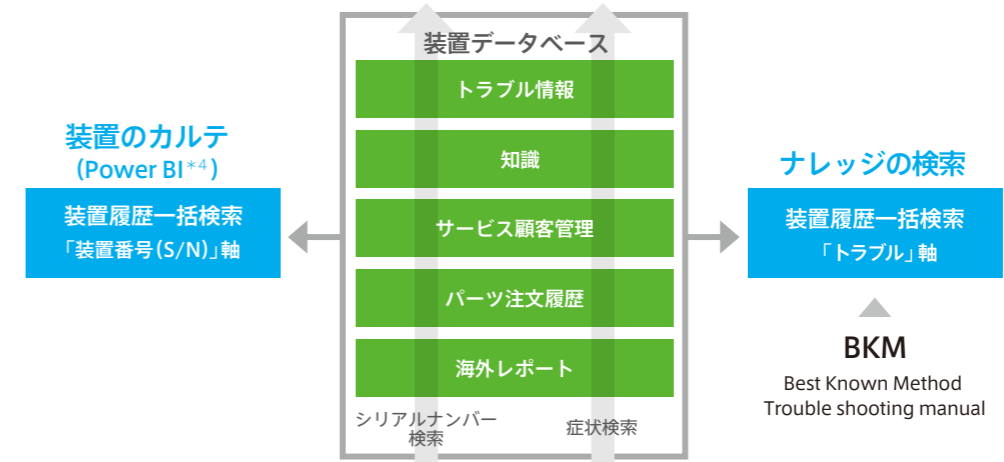 装置データベース
トラブル情報
知識
サービス顧客管理
パーツ注文履歴
海外レポート
シリアルナンバー
検索
症状検索
装置のカルテ
(Power BI*4)
装置履歴一括検索
「装置番号(S/N)」軸
ナレッジの検索
装置履歴一括検索
「トラブル」軸
BKM
Best Known Method
Trouble shooting manual